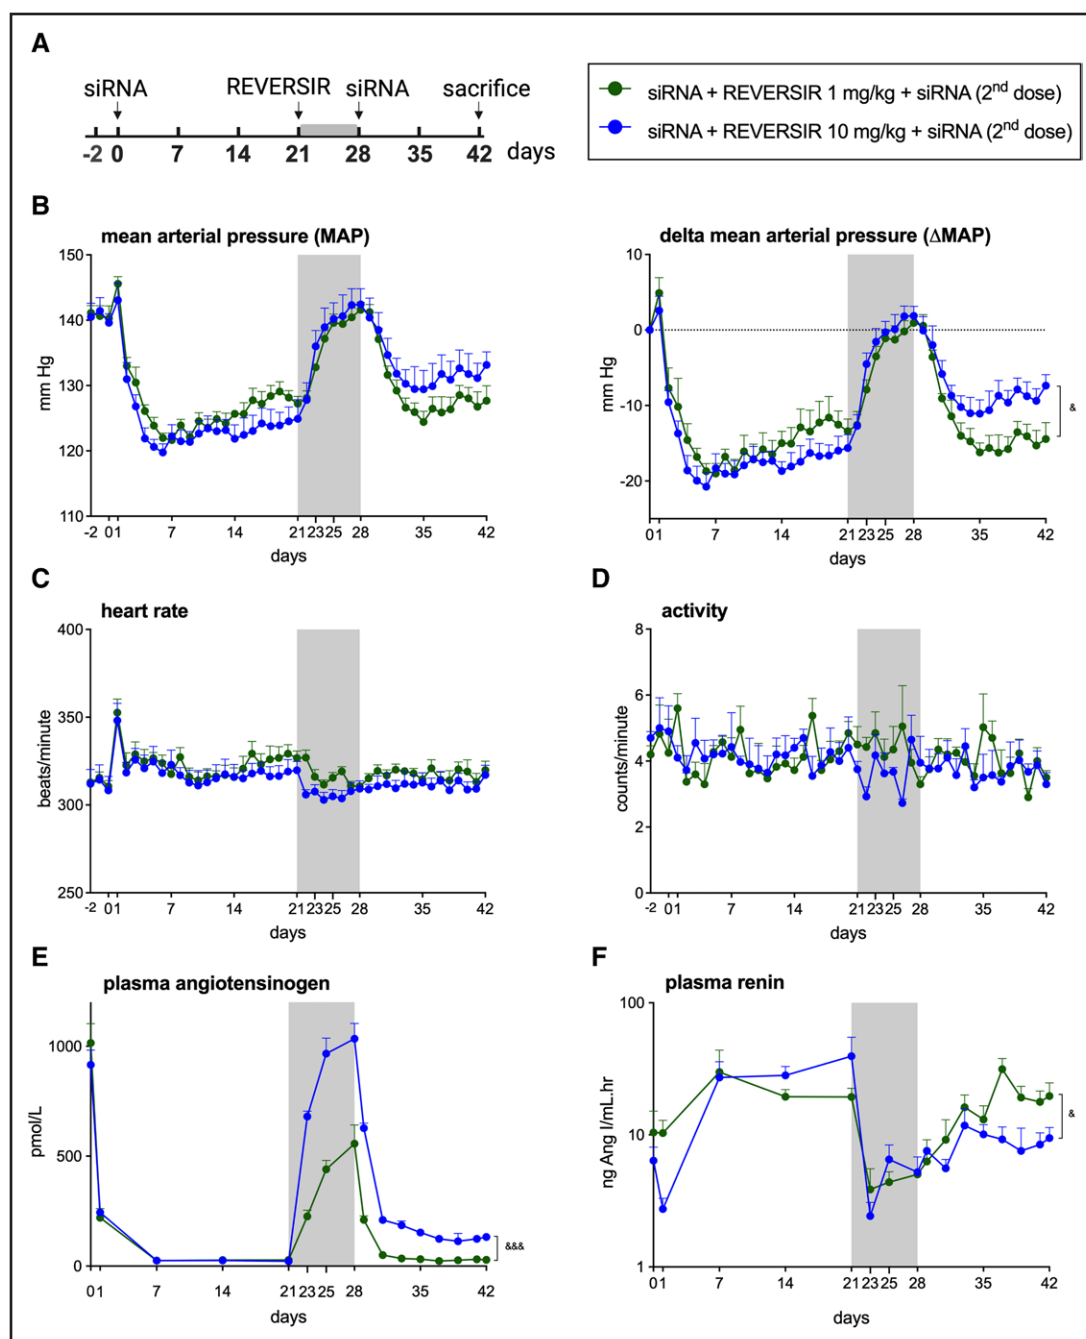 A
siRNA REVERSIR siRNA sacrifice
-2 0 7 14 21 28 35 42 days
siRNA + REVERSIR 1 mg/kg + siRNA (2nd dose)
siRNA + REVERSIR 10 mg/kg + siRNA (2nd dose)
B
mean arterial pressure (MAP)
150
140
130
120
110
mm Hg
-2 0 1 7 14 21 23 25 28 35 42
days
delta mean arterial pressure (ΔMAP)
10
0
-10
-20
mm Hg
&
0 1 7 14 21 23 25 28 35 42
days
C
heart rate
400
350
300
250
beats/minute
-2 0 1 7 14 21 23 25 28 35 42
days
D
activity
8
6
4
2
0
counts/minute
-2 0 1 7 14 21 23 25 28 35 42
days
E
plasma angiotensinogen
1000
500
0
pmol/L
&&&
0 1 7 14 21 23 25 28 35 42
days
F
plasma renin
100
10
1
ng Ang I/mL.hr
&
0 1 7 14 21 23 25 28 35 42
days